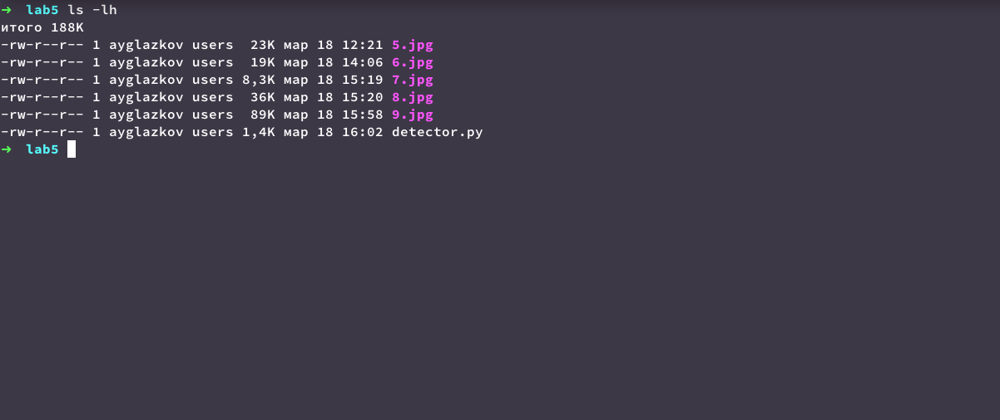 → lab5 ls -lh
итого 188K
-rw-r--r-- 1 ayglazkov users  23K мар 18 12:21 5.jpg
-rw-r--r-- 1 ayglazkov users  19K мар 18 14:06 6.jpg
-rw-r--r-- 1 ayglazkov users 8,3K мар 18 15:19 7.jpg
-rw-r--r-- 1 ayglazkov users  36K мар 18 15:20 8.jpg
-rw-r--r-- 1 ayglazkov users  89K мар 18 15:58 9.jpg
-rw-r--r-- 1 ayglazkov users 1,4K мар 18 16:02 detector.py
→ lab5